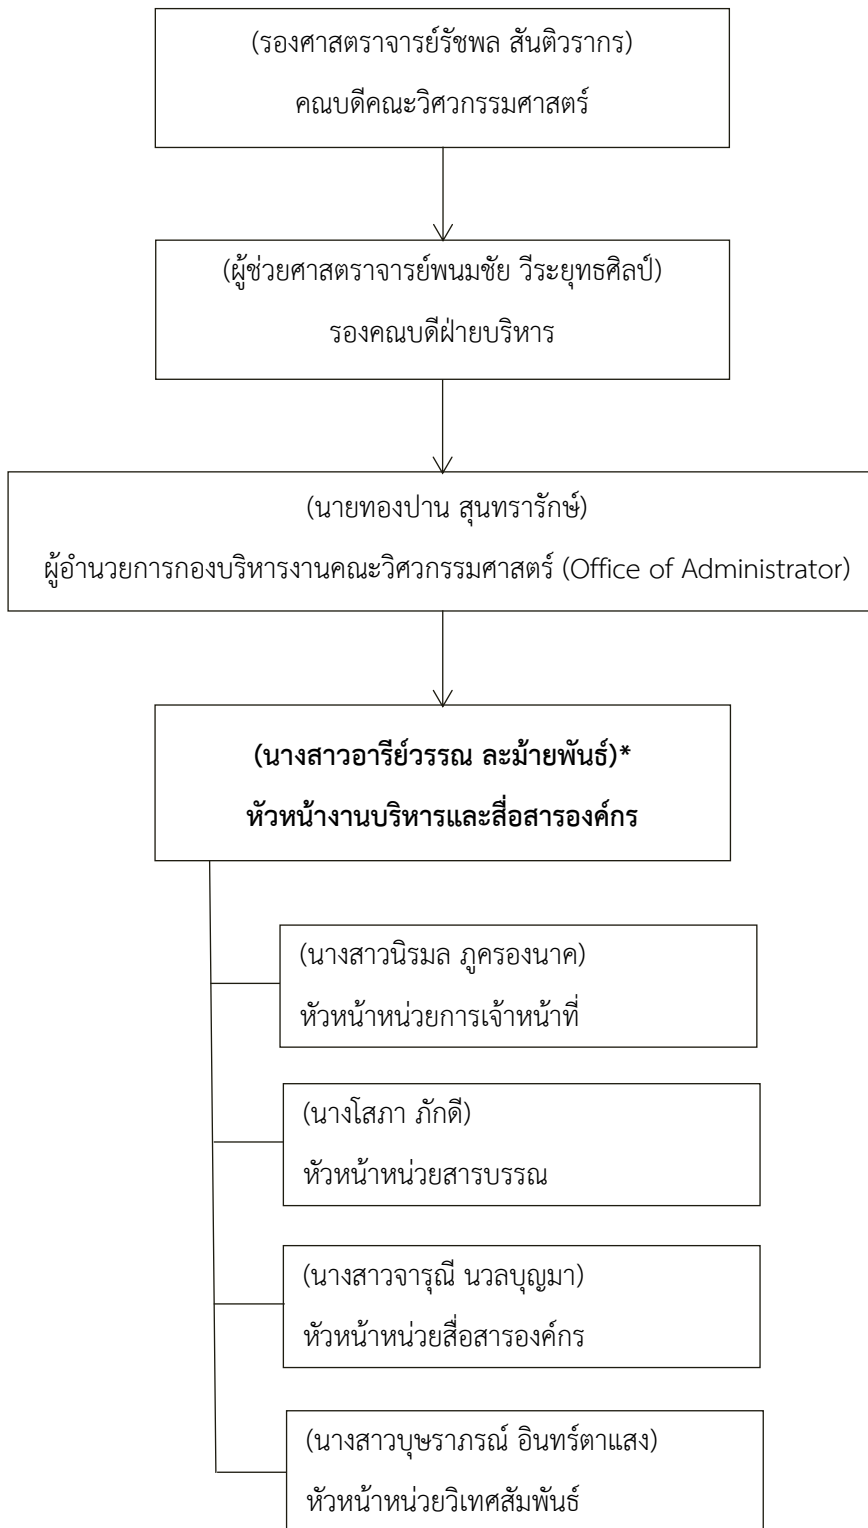 (รองศาสตราจารย์รัชพล สันติวรากร)
คณบดีคณะวิศวกรรมศาสตร์
(ผู้ช่วยศาสตราจารย์พนมชัย วีระยุทธศิลป์)
รองคณบดีฝ่ายบริหาร
(นายทองปาน สุนทรารักษ์)
ผู้อำนวยการกองบริหารงานคณะวิศวกรรมศาสตร์ (Office of Administrator)
(นางสาวอารีย์วรรณ ละม้ายพันธ์)*
หัวหน้างานบริหารและสื่อสารองค์กร
(นางสาวนิรมล ภูครองนาค)
หัวหน้าหน่วยการเจ้าหน้าที่
(นางโสภา ภักดี)
หัวหน้าหน่วยสารบรรณ
(นางสาวจารุณี นวลบุญมา)
หัวหน้าหน่วยสื่อสารองค์กร
(นางสาวบุษราภรณ์ อินทร์ตาแสง)
หัวหน้าหน่วยวิเทศสัมพันธ์